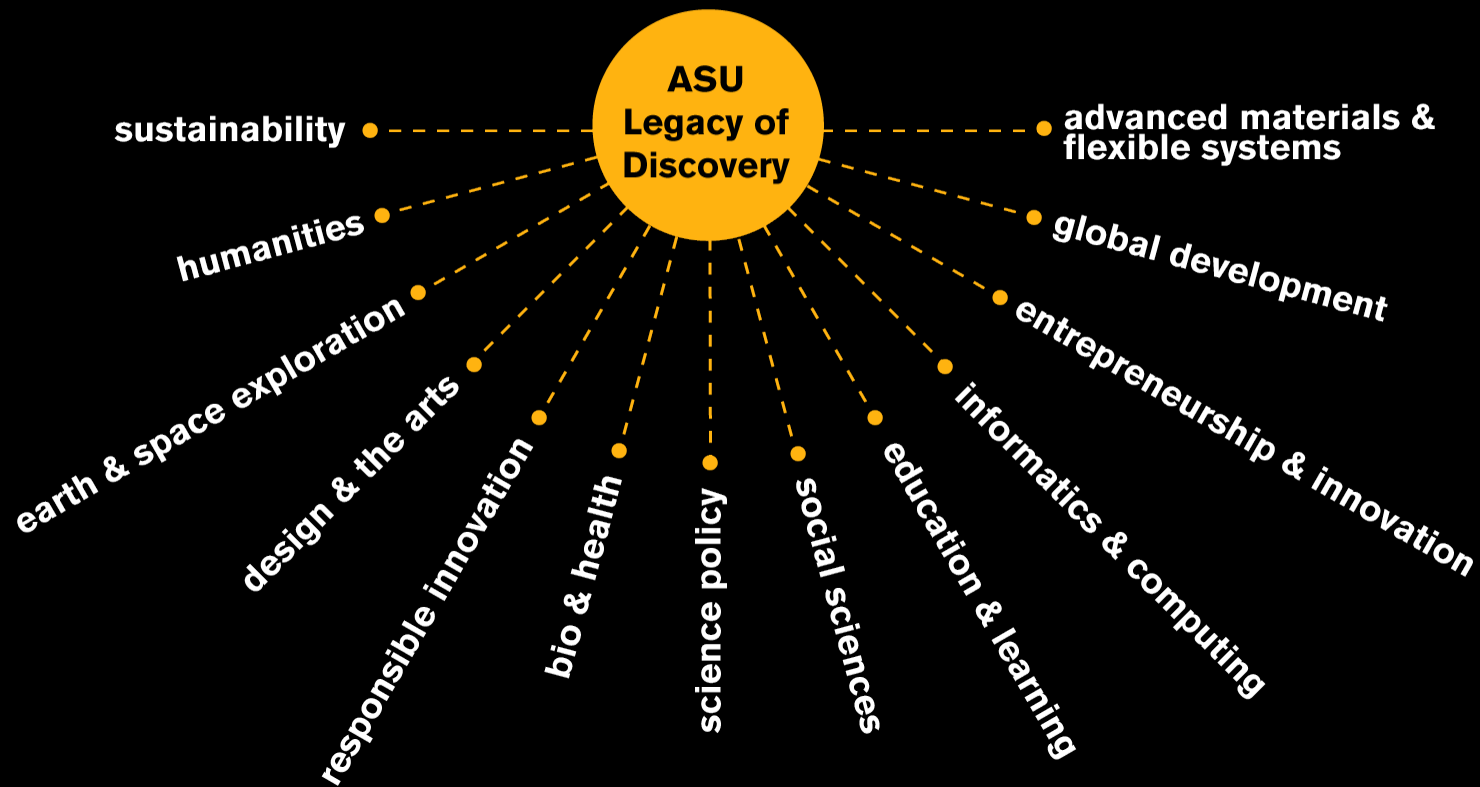 ASU
Legacy of
Discovery
sustainability
humanities
earth & space exploration
design & the arts
responsible innovation
bio & health
science policy
social sciences
education & learning
informatics & computing
entrepreneurship & innovation
global development
advanced materials &
flexible systems